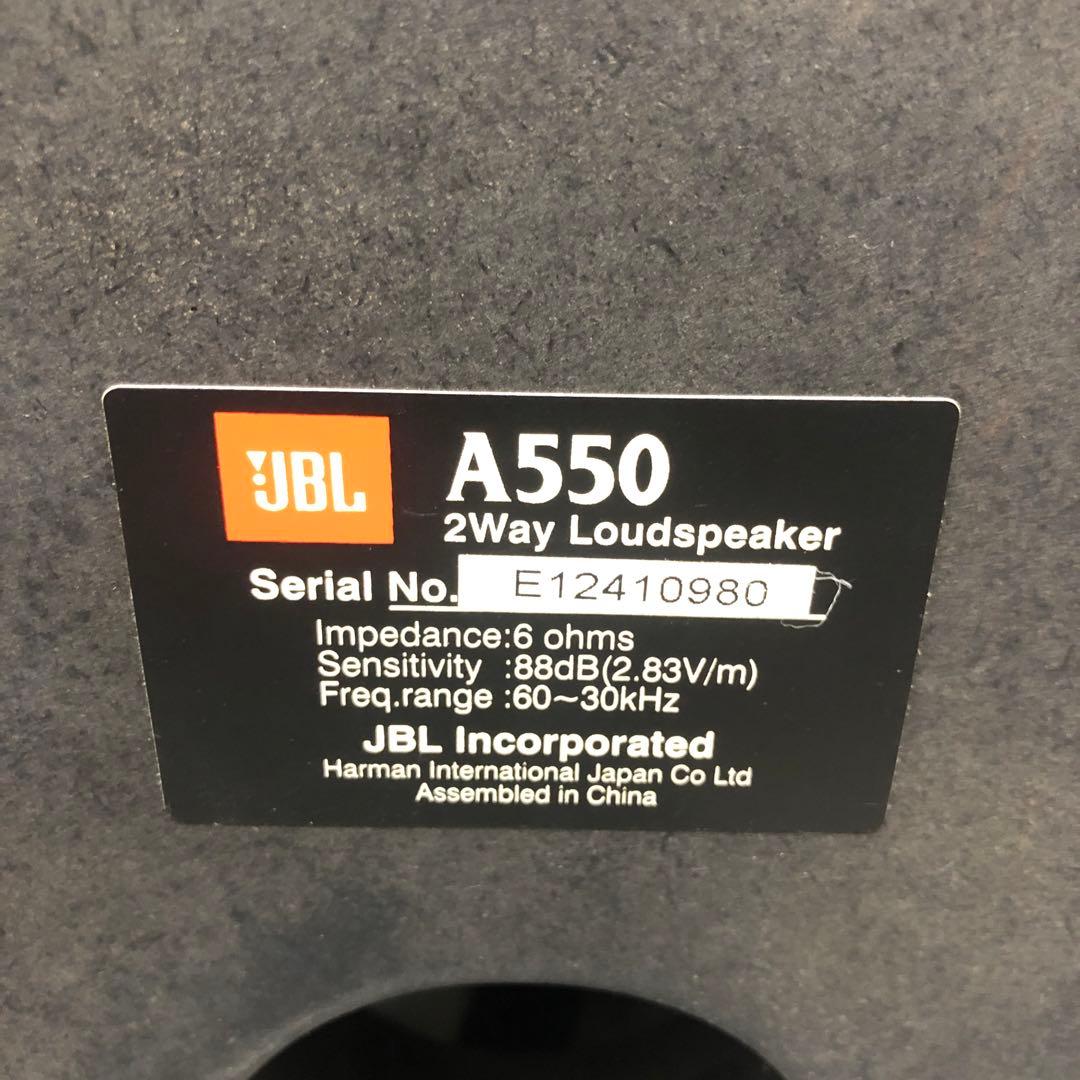 JBL
A550
2Way Loudspeaker
Serial No. E12410980
Impedance:6 ohms
Sensitivity :88dB(2.83V/m)
Freq.range :60~30kHz
JBL Incorporated
Harman International Japan Co Ltd
Assembled in China